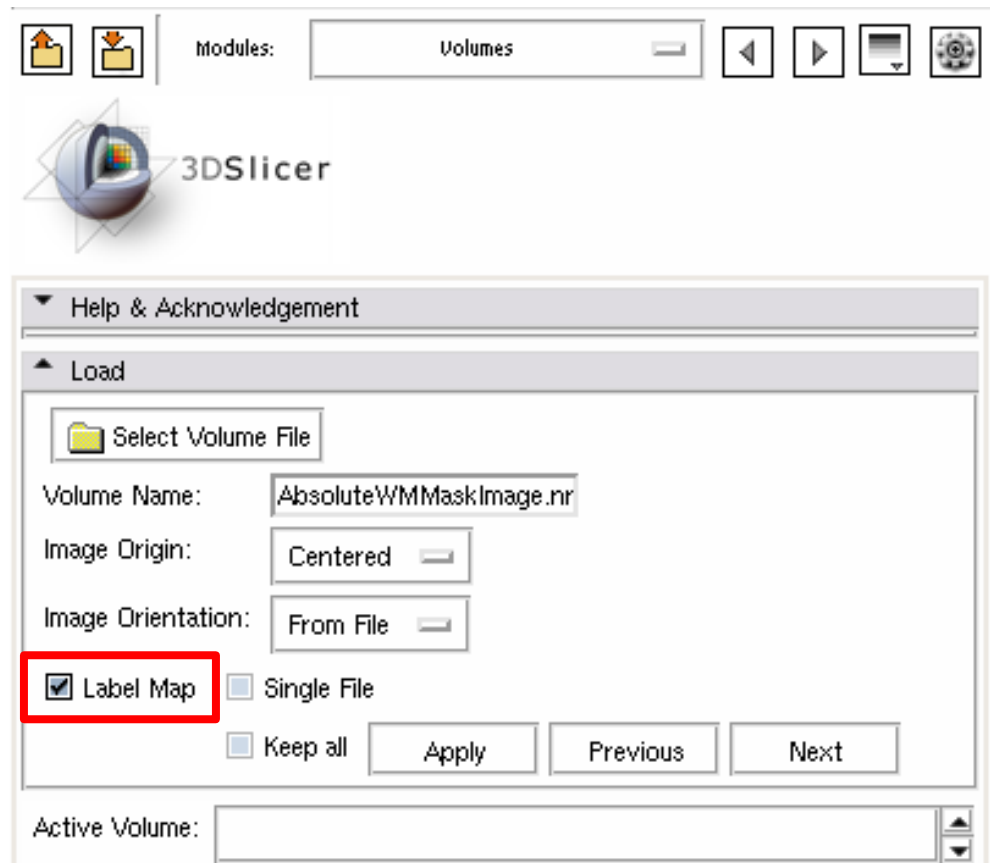 Modules: Volumes
3DSlicer
Help & Acknowledgement
Load
Select Volume File
Volume Name: AbsoluteWMMaskImage.nr
Image Origin: Centered
Image Orientation: From File
Label Map Single File
Keep all Apply Previous Next
Active Volume: